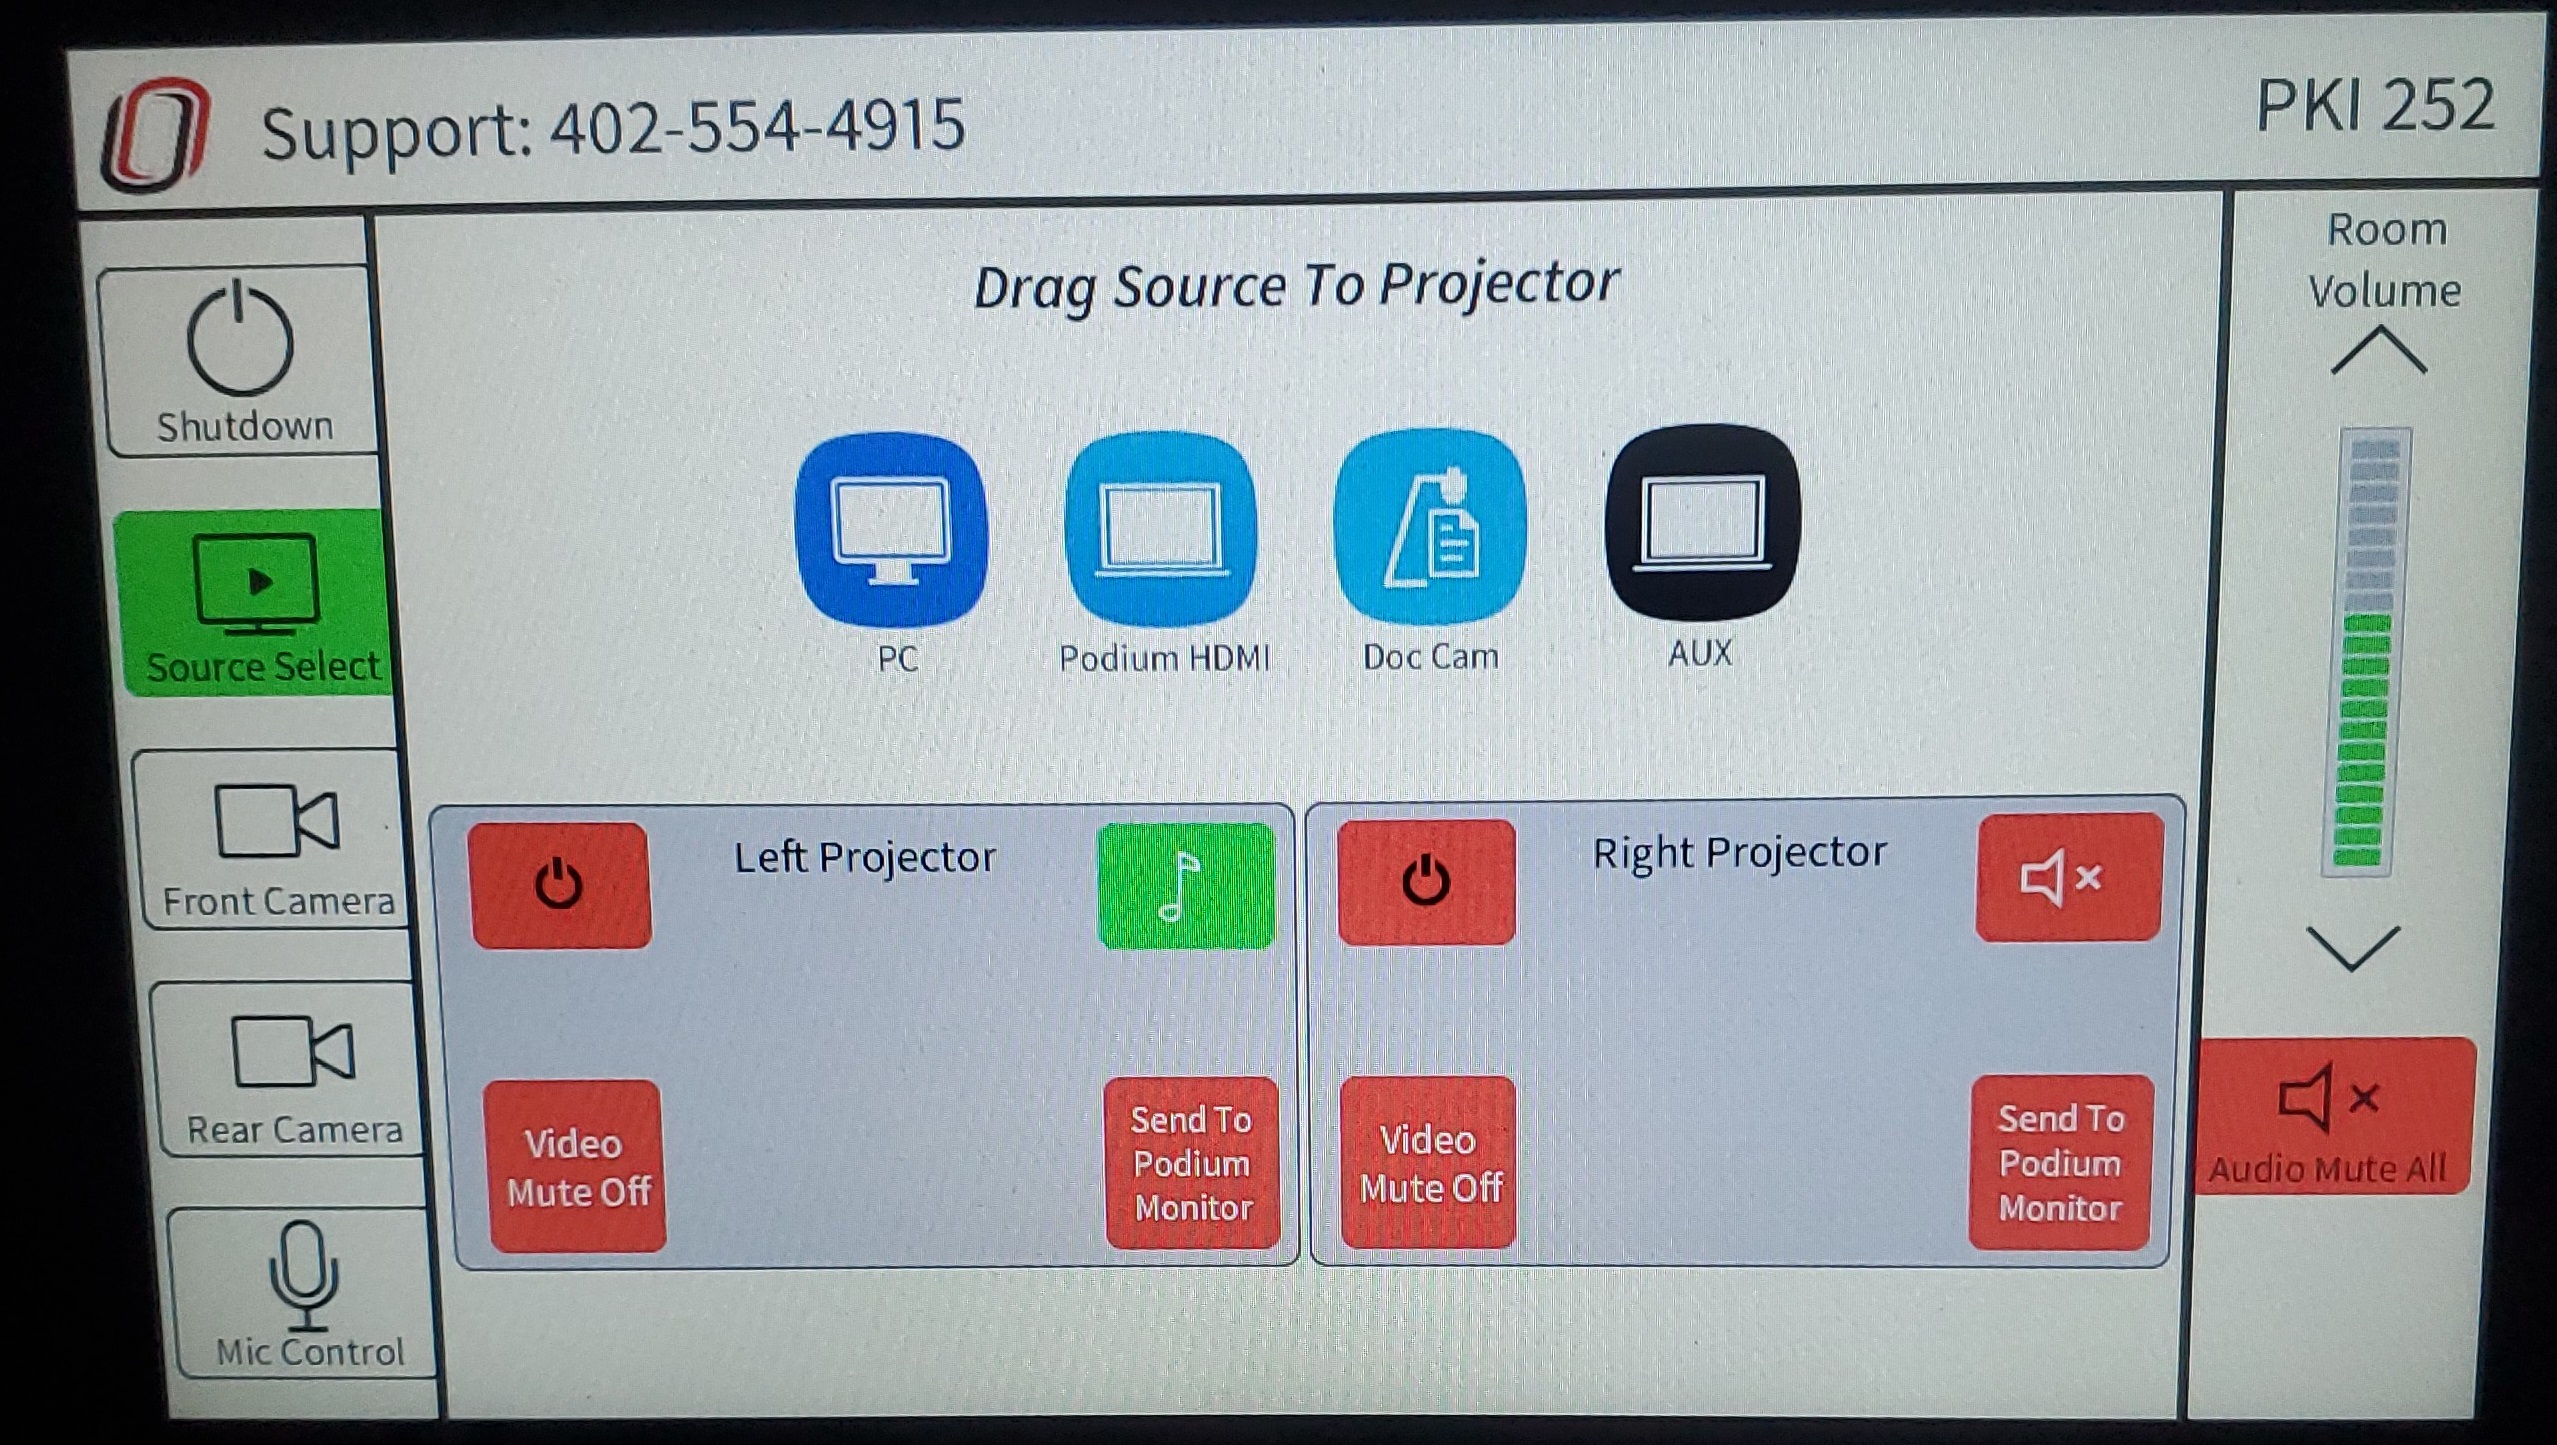 Support: 402-554-4915
PKI 252
Shutdown
Source Select
Front Camera
Rear Camera
Mic Control
Drag Source To Projector
PC
Podium HDMI
Doc Cam
AUX
Left Projector
Video
Mute Off
Send To
Podium
Monitor
Right Projector
Video
Mute Off
Send To
Podium
Monitor
Room
Volume
Audio Mute All